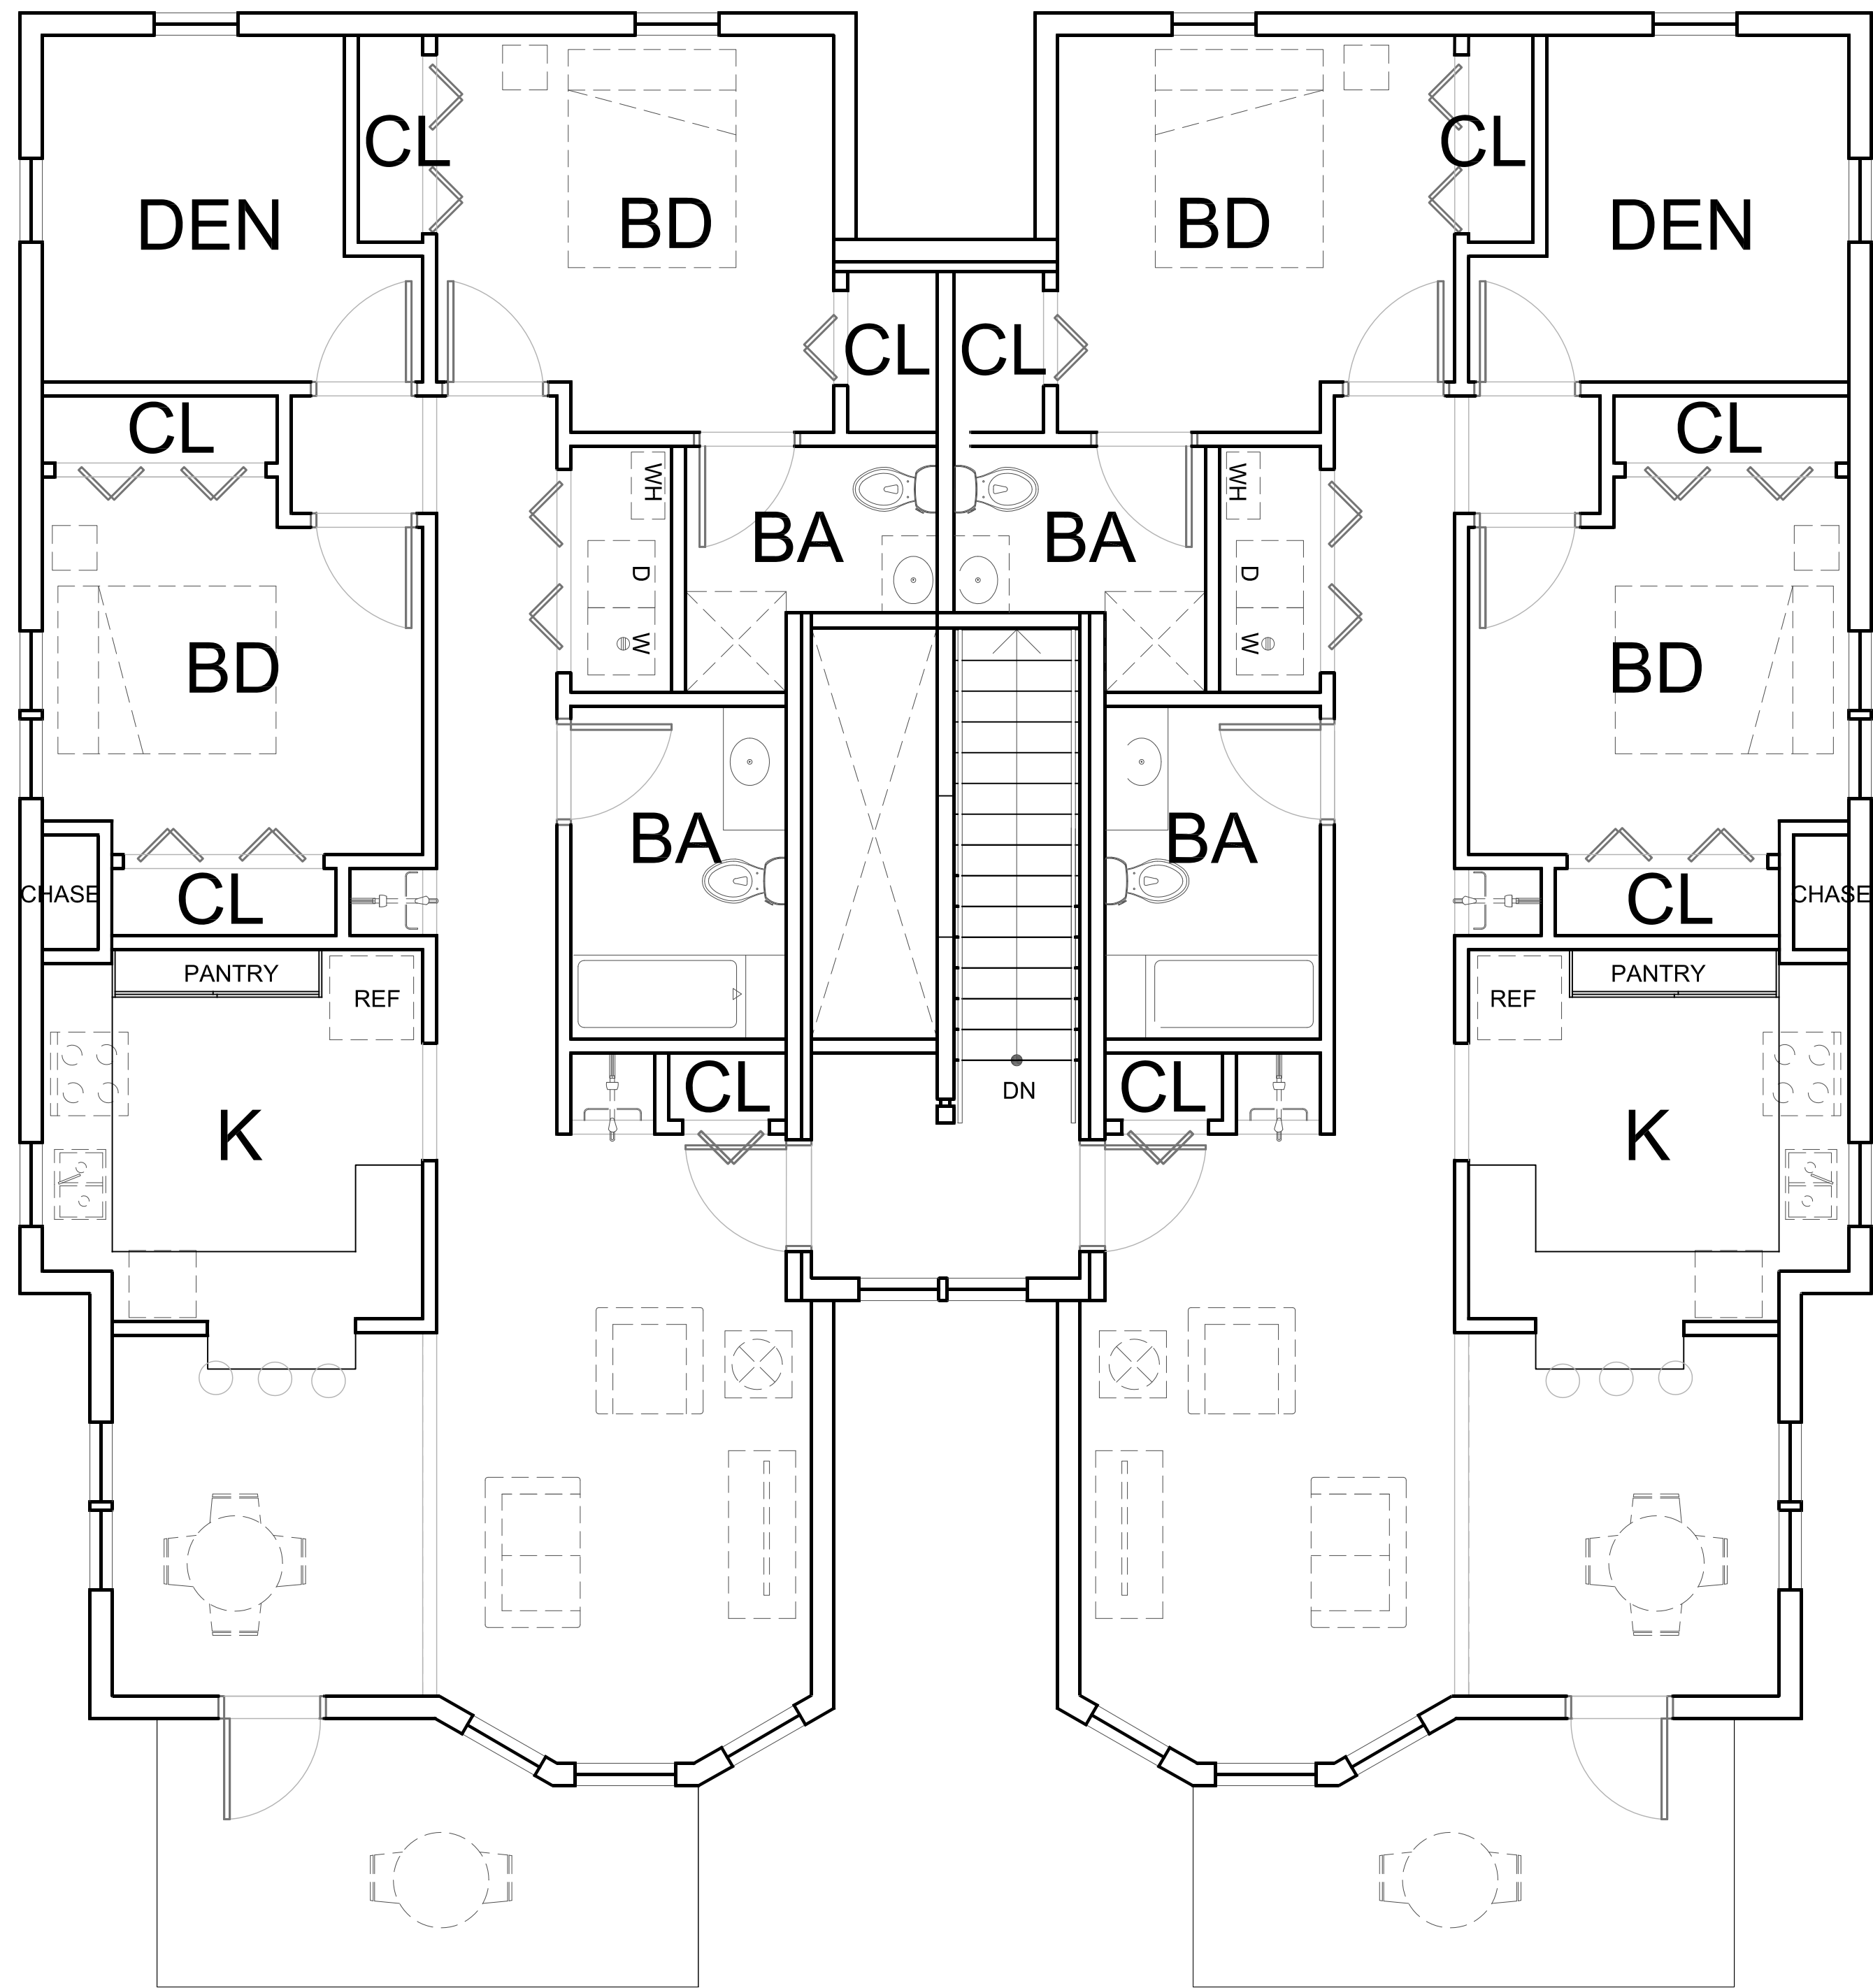 CL CL
DEN BD BD DEN
CL CL
CL CL
WH WH
BA BA
D D
W W
BD BD
BA BA
CHASE CL CL CHASE
PANTRY PANTRY
REF REF
CL DN CL
K K